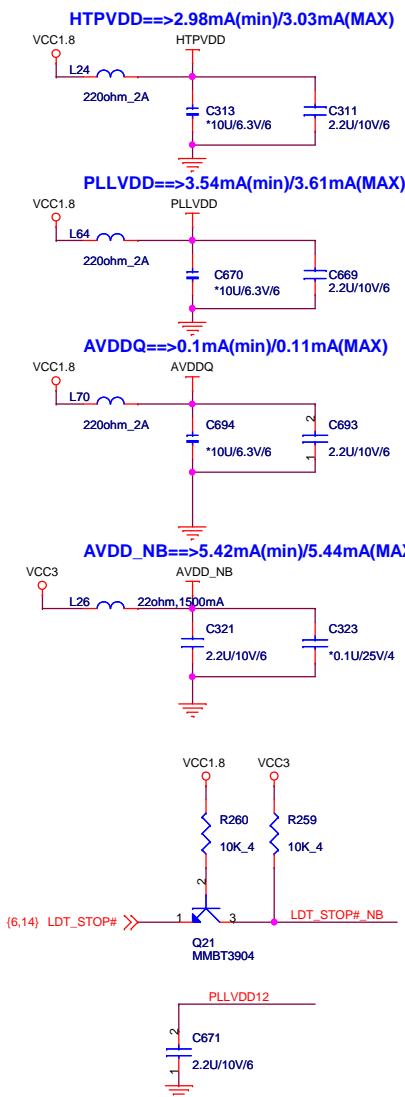 HTPVDD==>2.98mA(min)/3.03mA(MAX)
VCC1.8
HTPVDD
L24
220ohm_2A
C313
*10U/6.3V/6
C311
2.2U/10V/6
PLLVDD==>3.54mA(min)/3.61mA(MAX)
VCC1.8
PLLVDD
L64
220ohm_2A
C670
*10U/6.3V/6
C669
2.2U/10V/6
AVDDQ==>0.1mA(min)/0.11mA(MAX)
VCC1.8
AVDDQ
L70
220ohm_2A
C694
*10U/6.3V/6
2
1
C693
2.2U/10V/6
AVDD_NB==>5.42mA(min)/5.44mA(MAX
VCC3
AVDD_NB
L26
22ohm,1500mA
C321
2.2U/10V/6
C323
*0.1U/25V/4
VCC1.8
VCC3
R260
10K_4
R259
10K_4
{6,14} LDT_STOP#
1
2
3
LDT_STOP#_NB
Q21
MMBT3904
PLLVDD12
2
1
C671
2.2U/10V/6